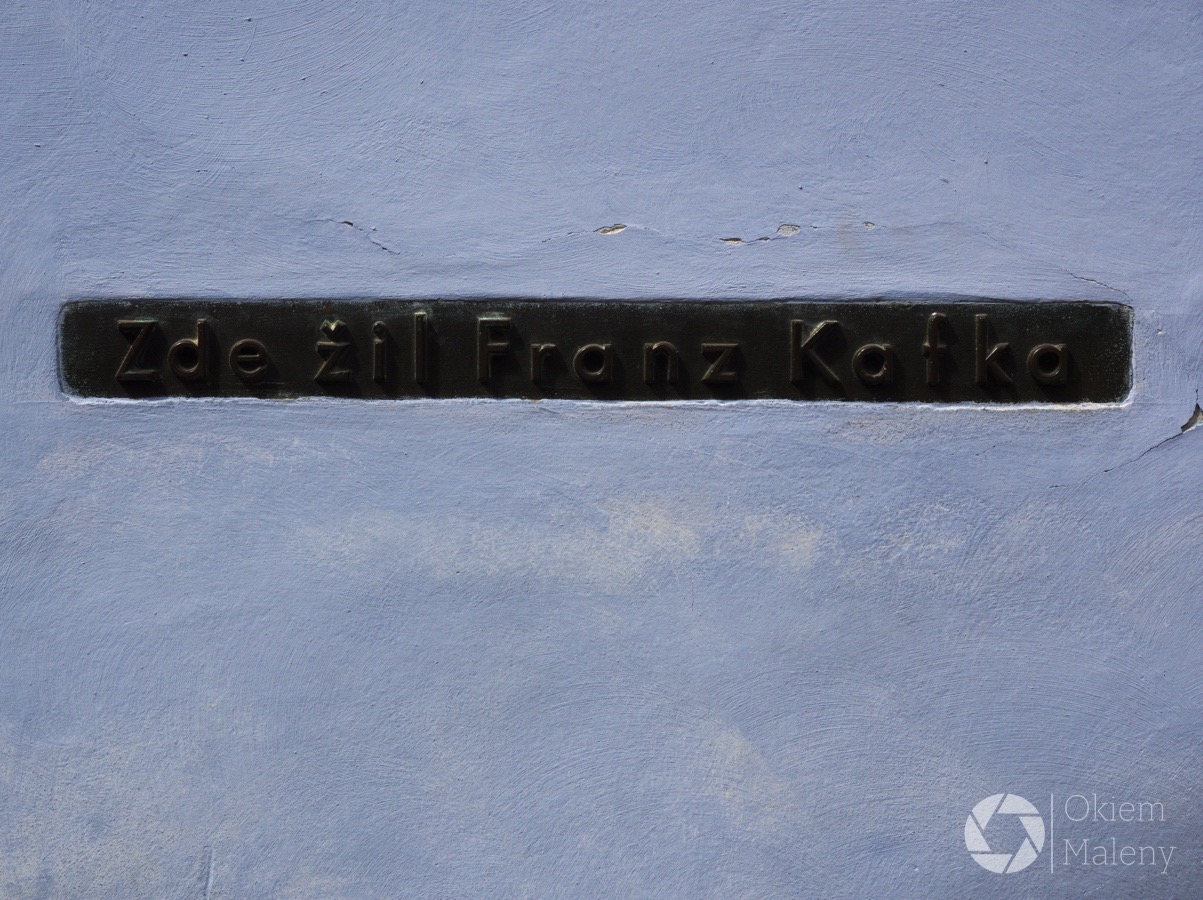 Zde žil Franz Kafka
Okiem
Maleny